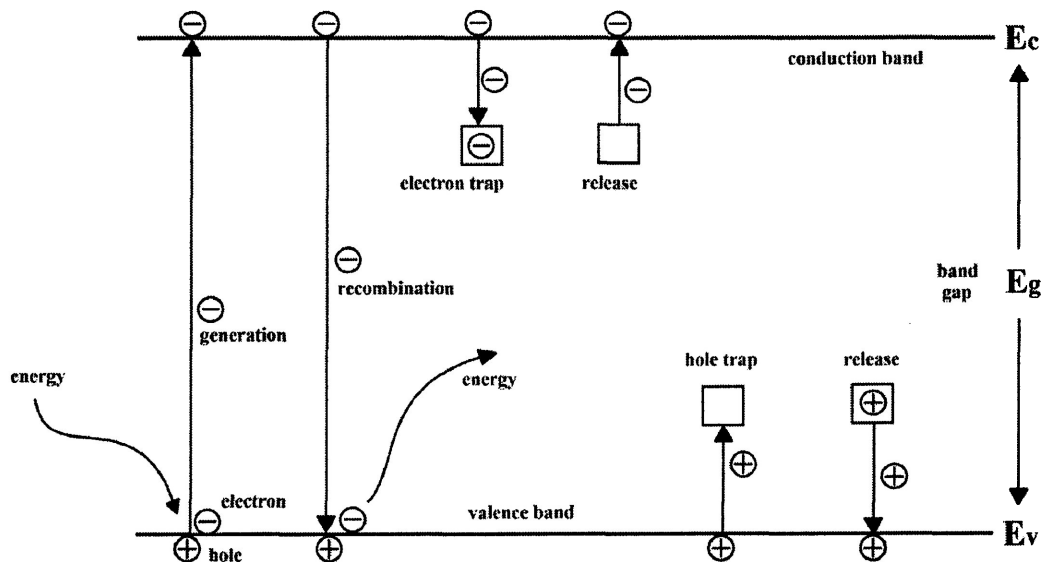 Ec
conduction band
electron trap
release
recombination
band
gap
Eg
generation
energy
energy
hole trap
release
electron
valence band
Ev
hole